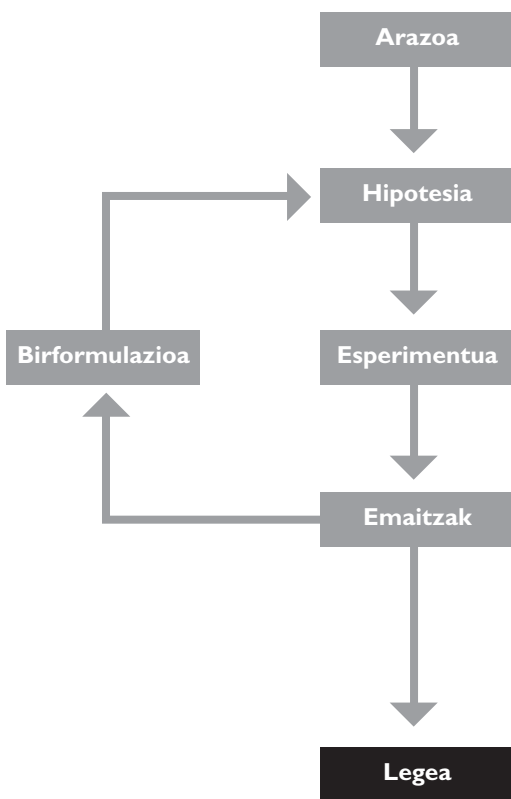 Arazoa
Hipotesia
Birformulazioa
Esperimentua
Emaitzak
Legea